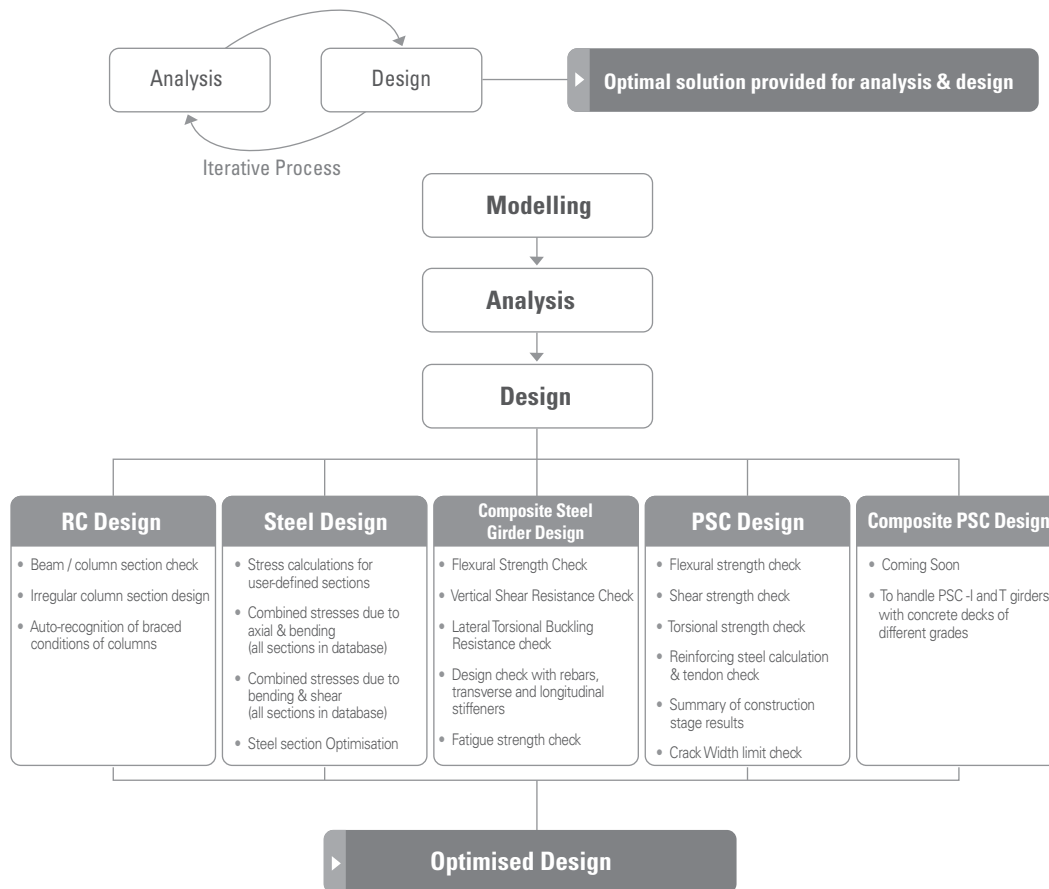 Analysis
Design
Optimal solution provided for analysis & design
Iterative Process
Modelling
Analysis
Design
RC Design
• Beam / column section check
• Irregular column section design
• Auto-recognition of braced
conditions of columns
Steel Design
• Stress calculations for
user-defined sections
• Combined stresses due to
axial & bending
(all sections in database)
• Combined stresses due to
bending & shear
(all sections in database)
• Steel section Optimisation
Composite Steel
Girder Design
• Flexural Strength Check
• Vertical Shear Resistance Check
• Lateral Torsional Buckling
Resistance check
• Design check with rebars,
transverse and longitudinal
stiffeners
• Fatigue strength check
PSC Design
• Flexural strength check
• Shear strength check
• Torsional strength check
• Reinforcing steel calculation
& tendon check
• Summary of construction
stage results
• Crack Width limit check
Composite PSC Design
• Coming Soon
• To handle PSC -I and T girders
with concrete decks of
different grades
Optimised Design